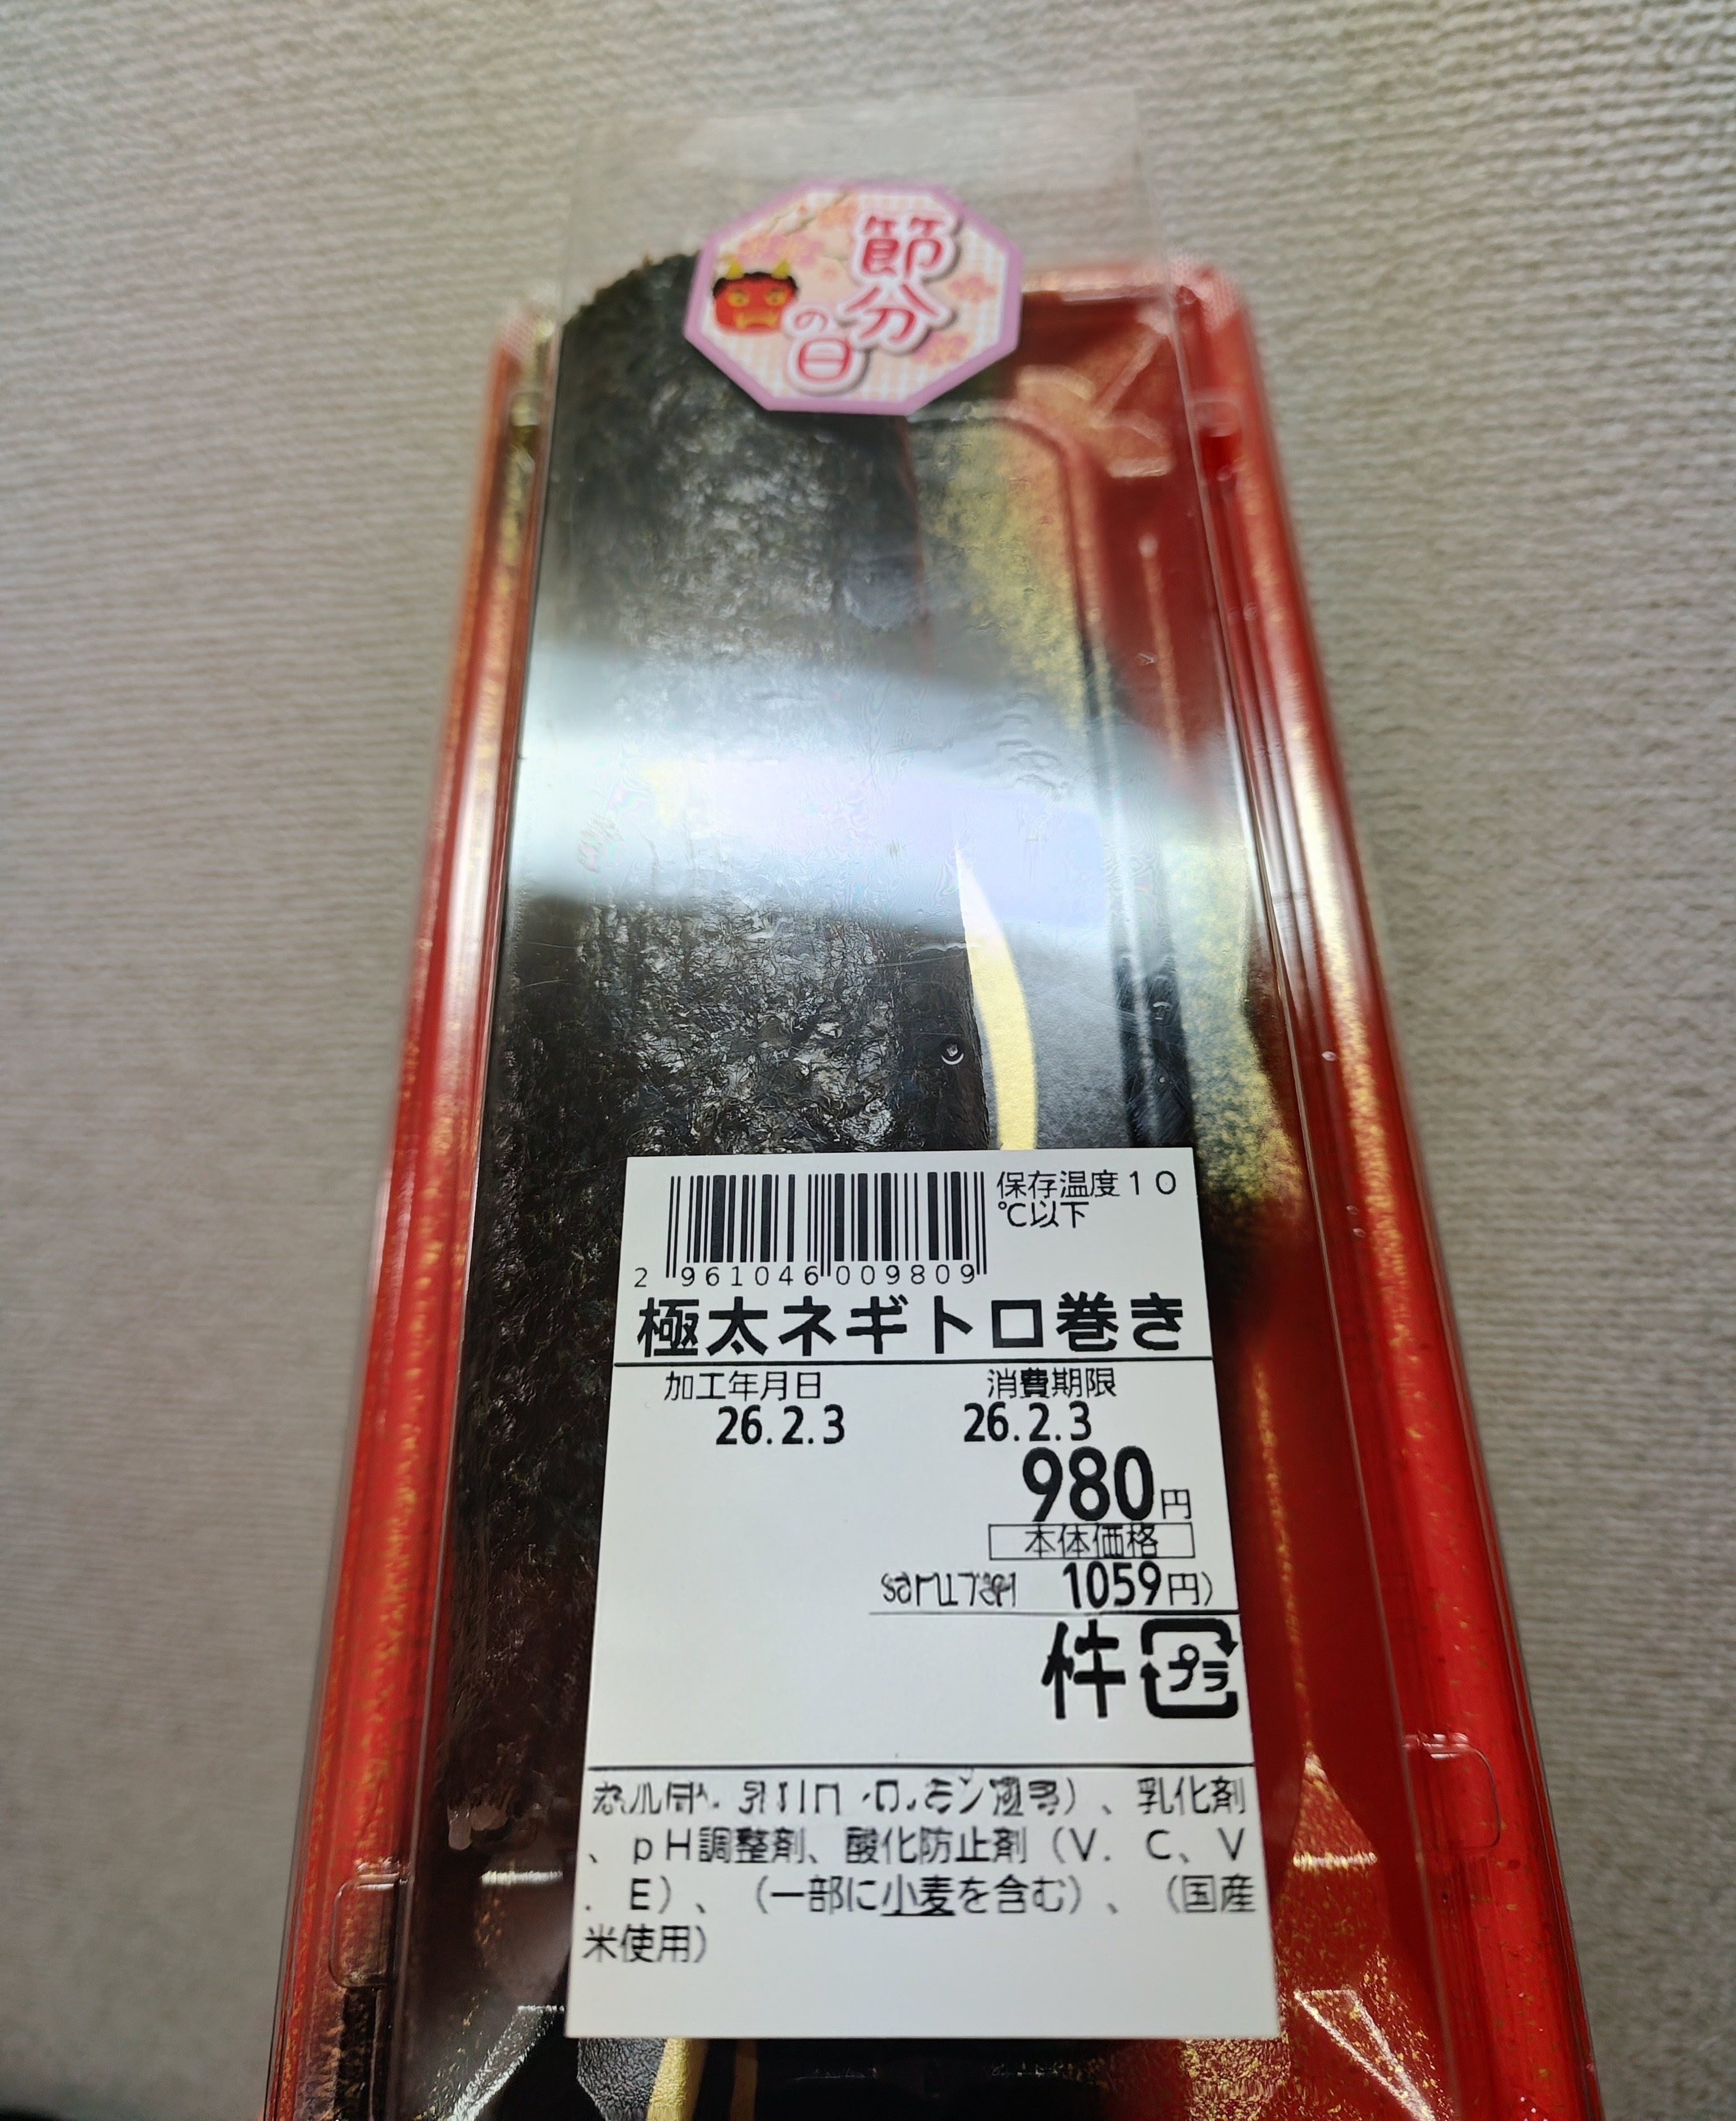 節分
の日
保存温度10
℃以下
2 961046 009809
極太ネギトロ巻き
加工年月日 消費期限
26.2.3 26.2.3
980円
本体価格
1059円)
プラ
)、乳化剤
、pH調整剤、酸化防止剤(V.C、V
.E)、(一部に小麦を含む)、(国産
米使用)